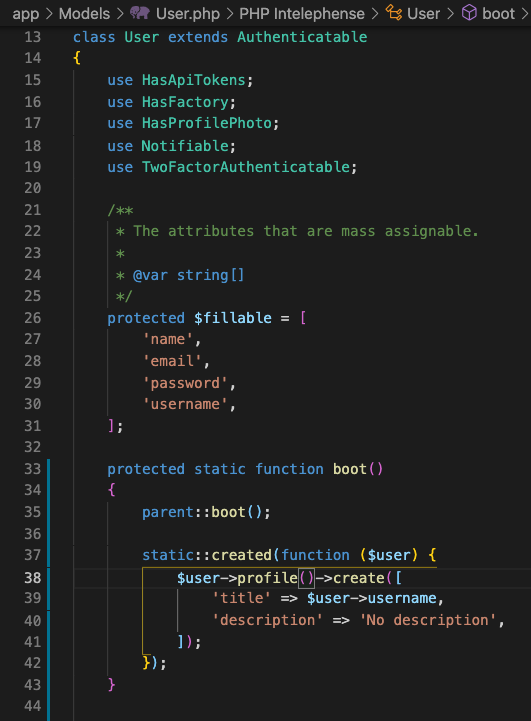 app > Models > User.php > PHP Intelephense > User > boot >
13 class User extends Authenticatable
14 {
15     use HasApiTokens;
16     use HasFactory;
17     use HasProfilePhoto;
18     use Notifiable;
19     use TwoFactorAuthenticatable;
20
21     /**
22      * The attributes that are mass assignable.
23      *
24      * @var string[]
25      */
26     protected $fillable = [
27         'name',
28         'email',
29         'password',
30         'username',
31     ];
32
33     protected static function boot()
34     {
35         parent::boot();
36
37         static::created(function ($user) {
38             $user->profile()->create([
39                 'title' => $user->username,
40                 'description' => 'No description',
41             ]);
42         });
43     }
44